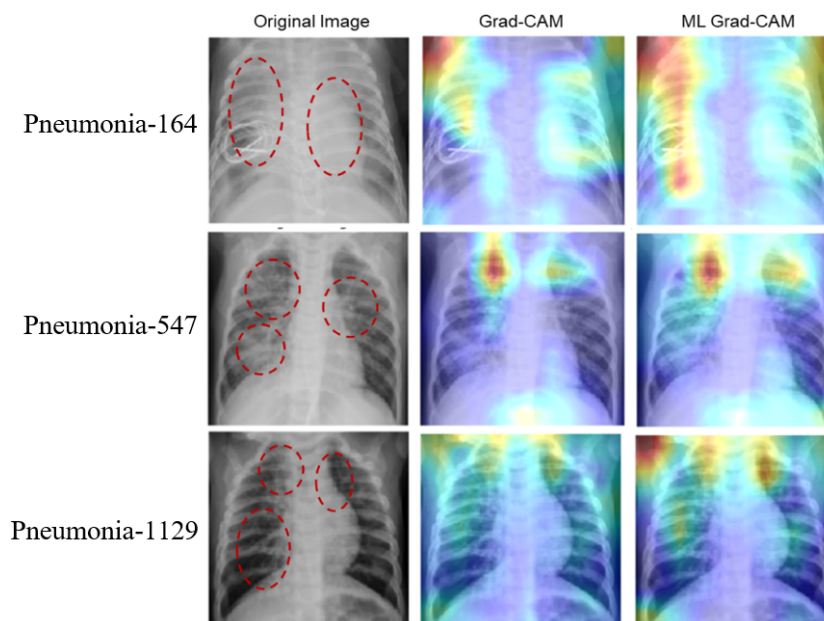 Original Image
Grad-CAM
ML Grad-CAM
Pneumonia-164
Pneumonia-547
Pneumonia-1129